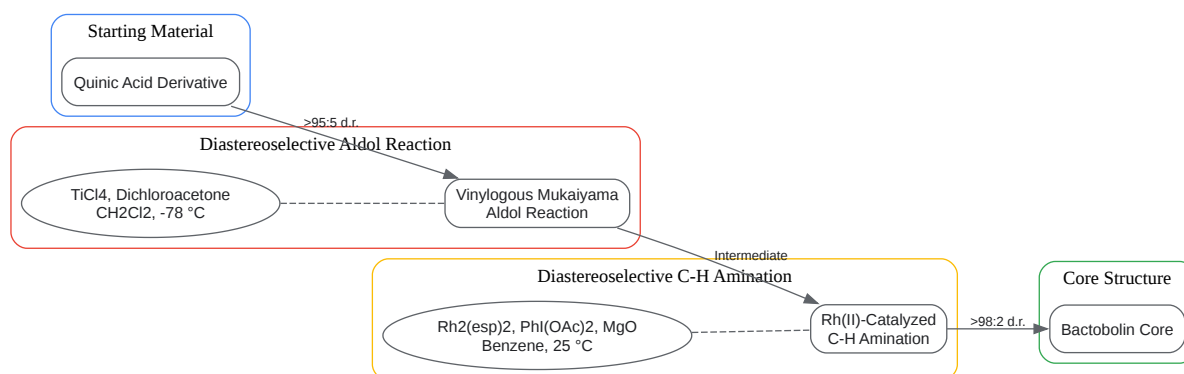 Starting Material
Quinic Acid Derivative
>95:5 d.r.
Diastereoselective Aldol Reaction
TiCl4, Dichloroacetone
CH2Cl2, -78 °C
Vinylogous Mukaiyama
Aldol Reaction
Intermediate
Diastereoselective C-H Amination
Rh2(esp)2, PhI(OAc)2, MgO
Benzene, 25 °C
Rh(II)-Catalyzed
C-H Amination
>98:2 d.r.
Core Structure
Bactobolin Core